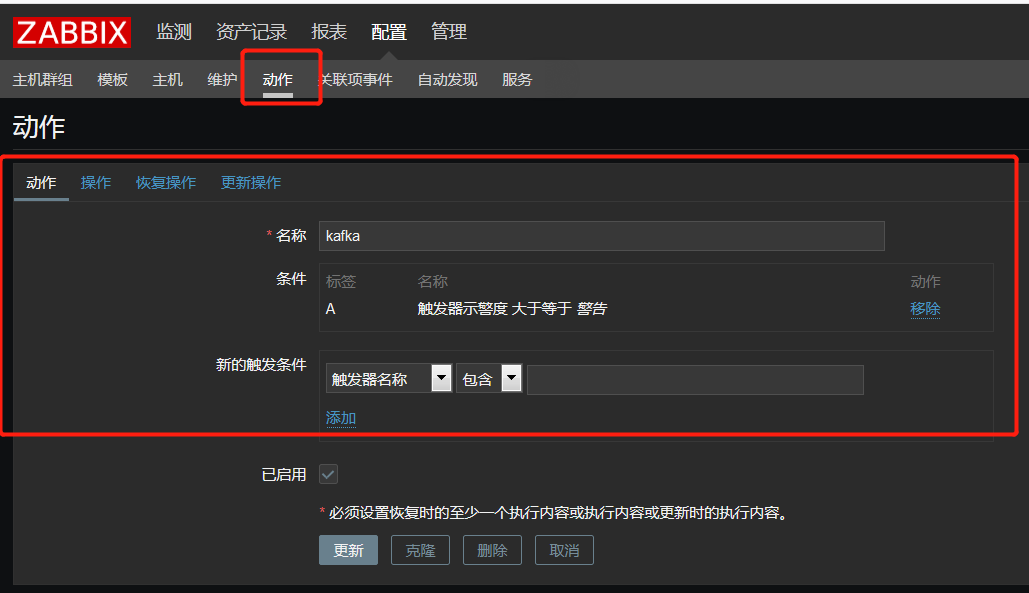 ZABBIX 监测 资产记录 报表 配置 管理
主机群组 模板 主机 维护 动作 关联项事件 自动发现 服务
动作
动作 操作 恢复操作 更新操作
* 名称 kafka
条件 标签 名称 动作
A 触发器示警度 大于等于 警告 移除
新的触发条件 触发器名称 包含
添加
已启用
* 必须设置恢复时的至少一个执行内容或执行内容或更新时的执行内容。
更新 克隆 删除 取消